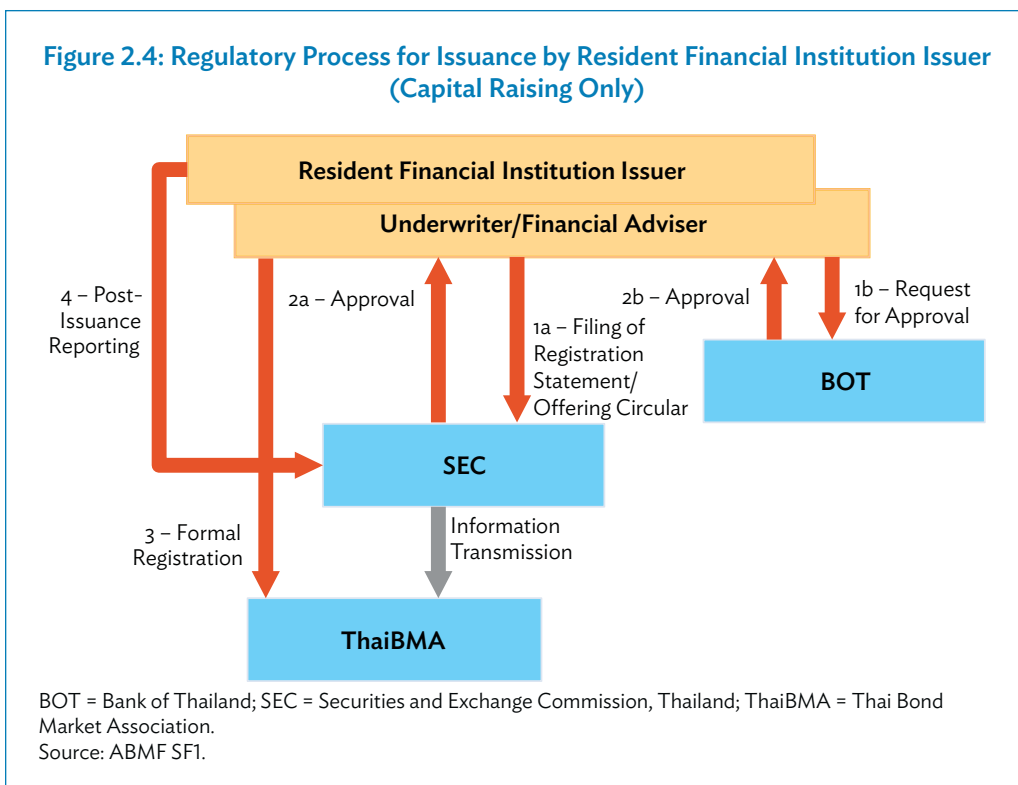 Figure 2.4: Regulatory Process for Issuance by Resident Financial Institution Issuer
(Capital Raising Only)
Resident Financial Institution Issuer
Underwriter/Financial Adviser
4 – Post-
Issuance
Reporting
2a – Approval
1a – Filing of
Registration
Statement/
Offering Circular
2b – Approval
1b – Request
for Approval
BOT
SEC
3 – Formal
Registration
Information
Transmission
ThaiBMA
BOT = Bank of Thailand; SEC = Securities and Exchange Commission, Thailand; ThaiBMA = Thai Bond
Market Association.
Source: ABMF SF1.